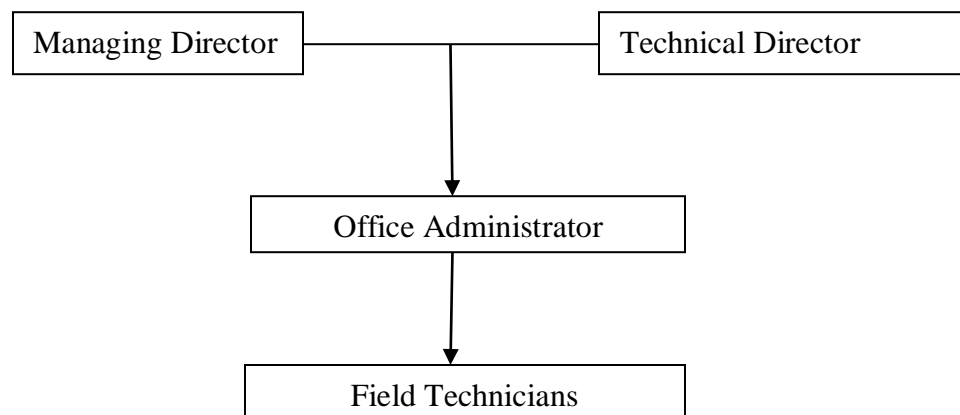 Managing Director
Technical Director
Office Administrator
Field Technicians